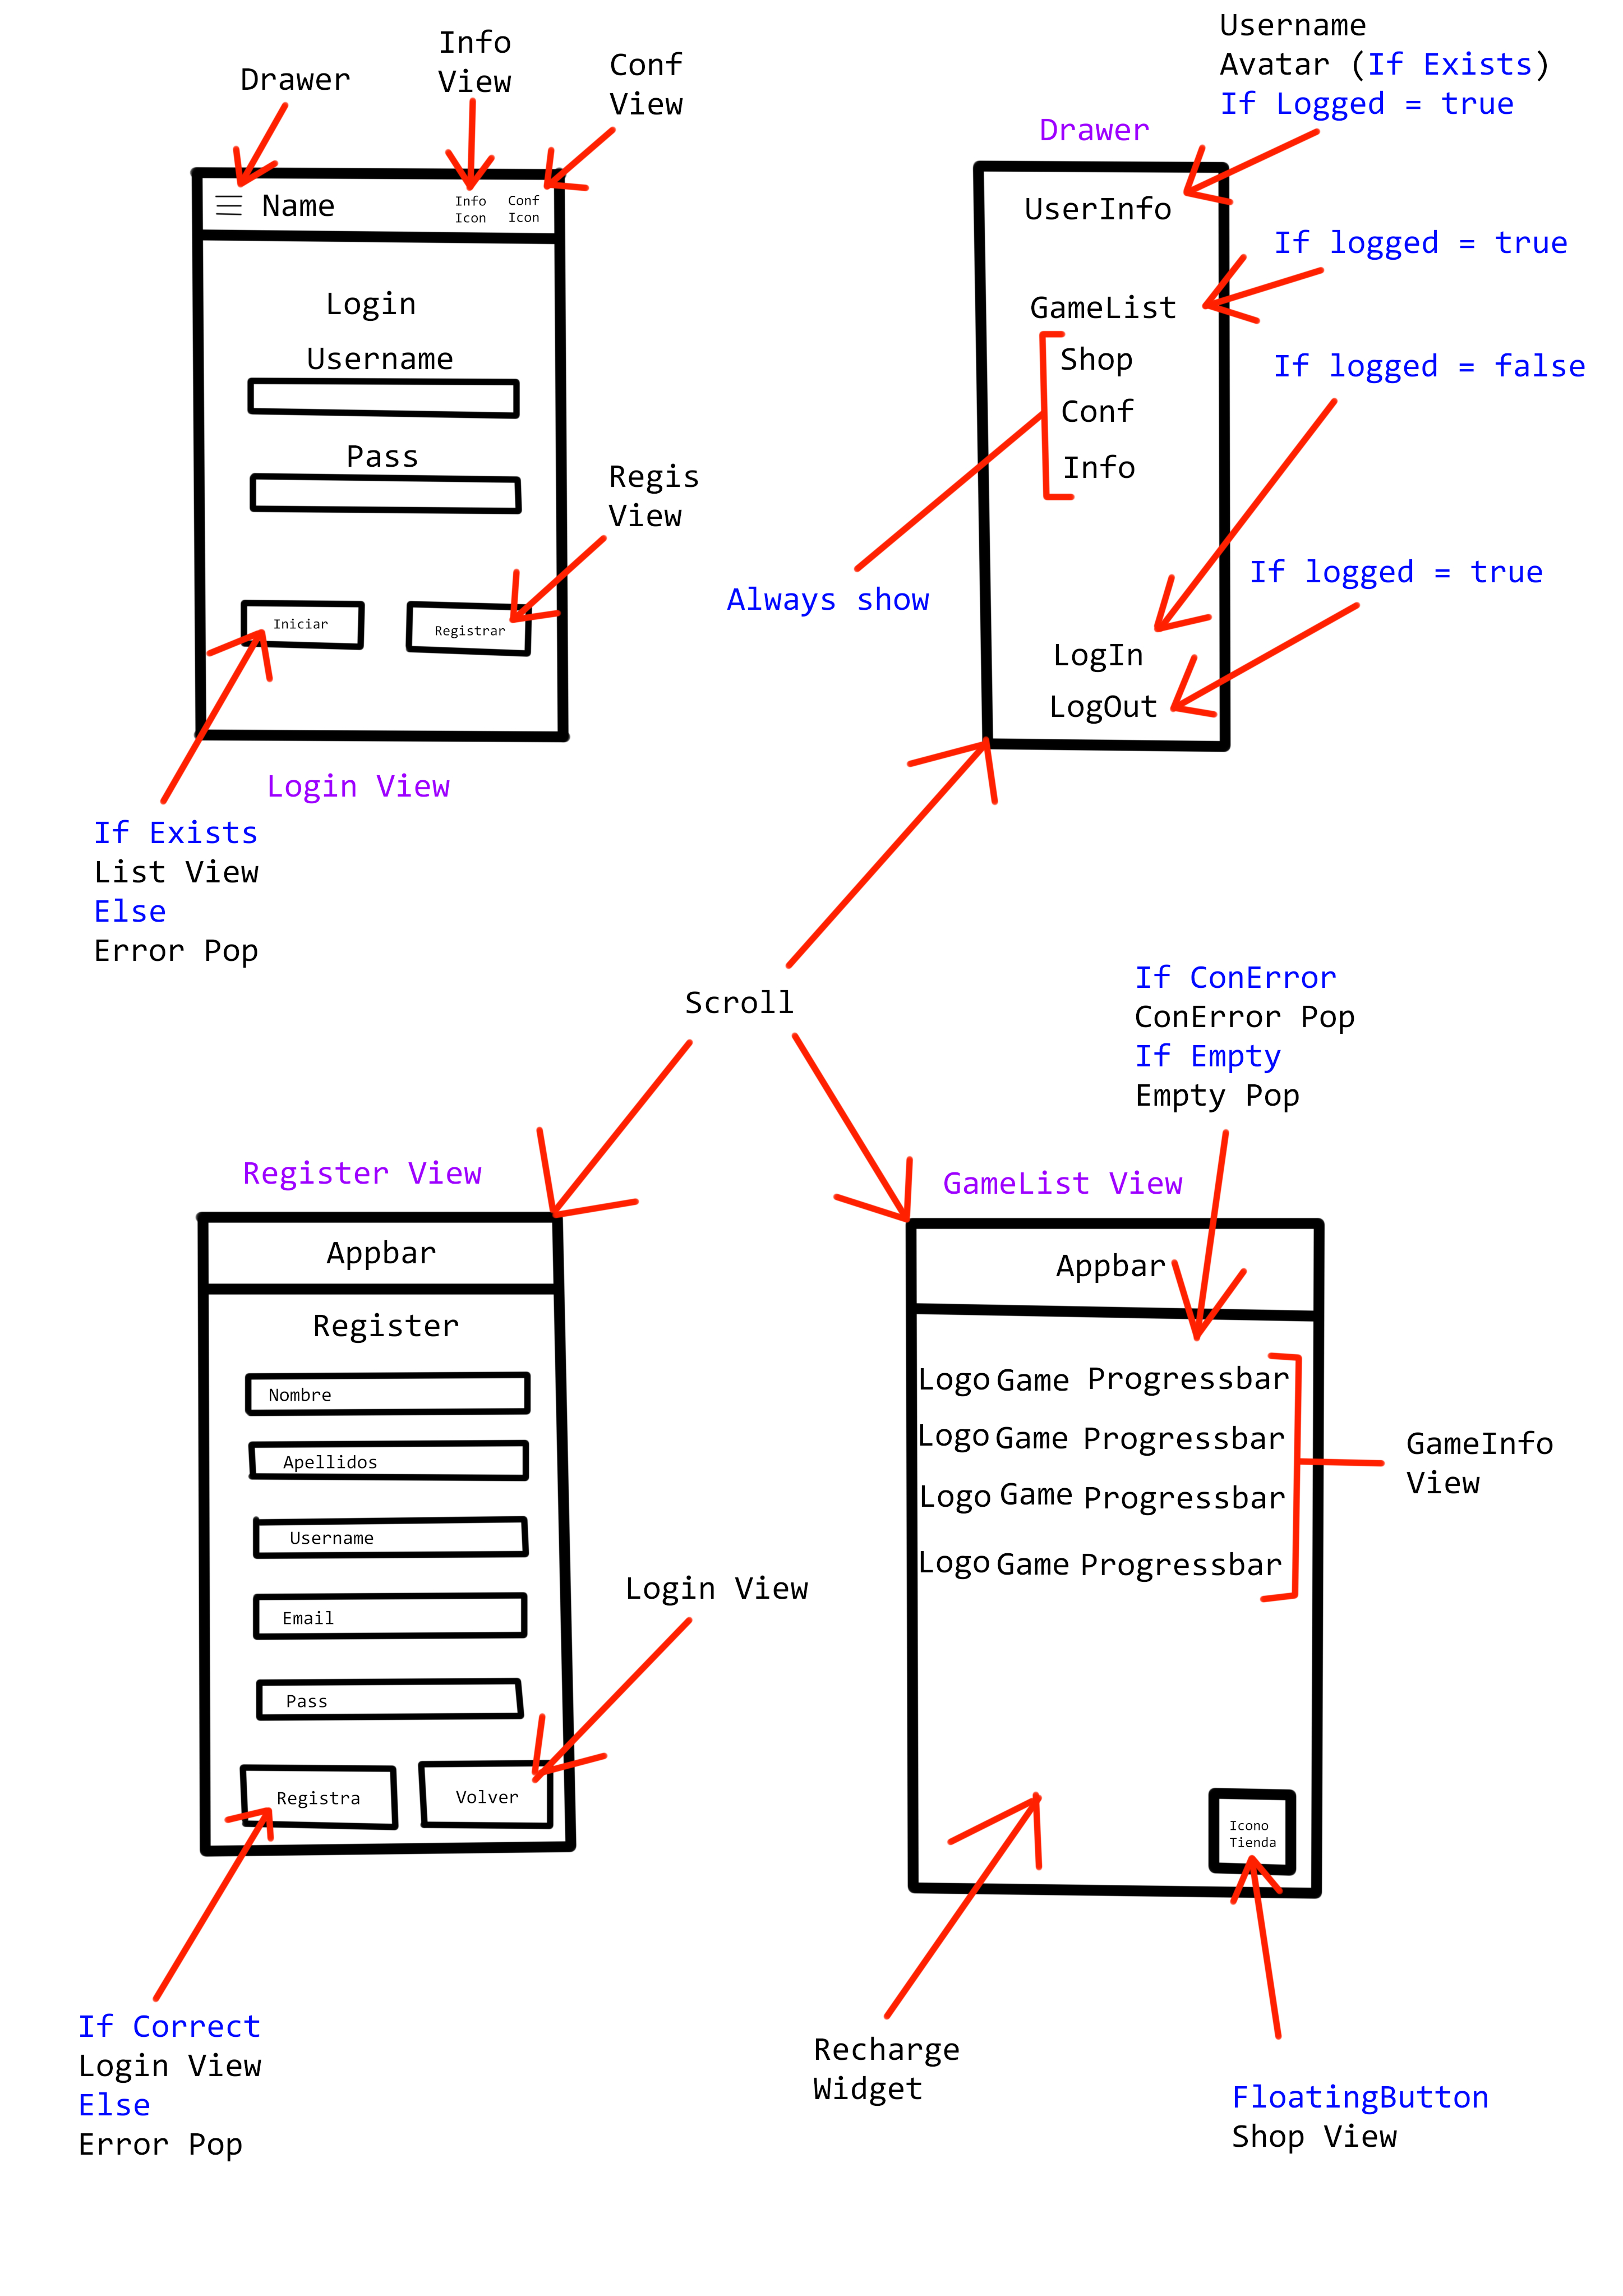 Drawer
Info
View
Conf
View
Name
Info
Icon
Conf
Icon
Login
Username
Pass
Regis
View
Iniciar
Registrar
Login View
If Exists
List View
Else
Error Pop
Username
Avatar (If Exists)
If Logged = true
Drawer
UserInfo
If logged = true
GameList
Shop
Conf
Info
If logged = false
Always show
If logged = true
LogIn
LogOut
Scroll
If ConError
ConError Pop
If Empty
Empty Pop
Register View
Appbar
Register
Nombre
Apellidos
Username
Email
Pass
Login View
Registra
Volver
If Correct
Login View
Else
Error Pop
GameList View
Appbar
Logo Game Progressbar
Logo Game Progressbar
Logo Game Progressbar
Logo Game Progressbar
GameInfo
View
Icono
Tienda
Recharge
Widget
FloatingButton
Shop View